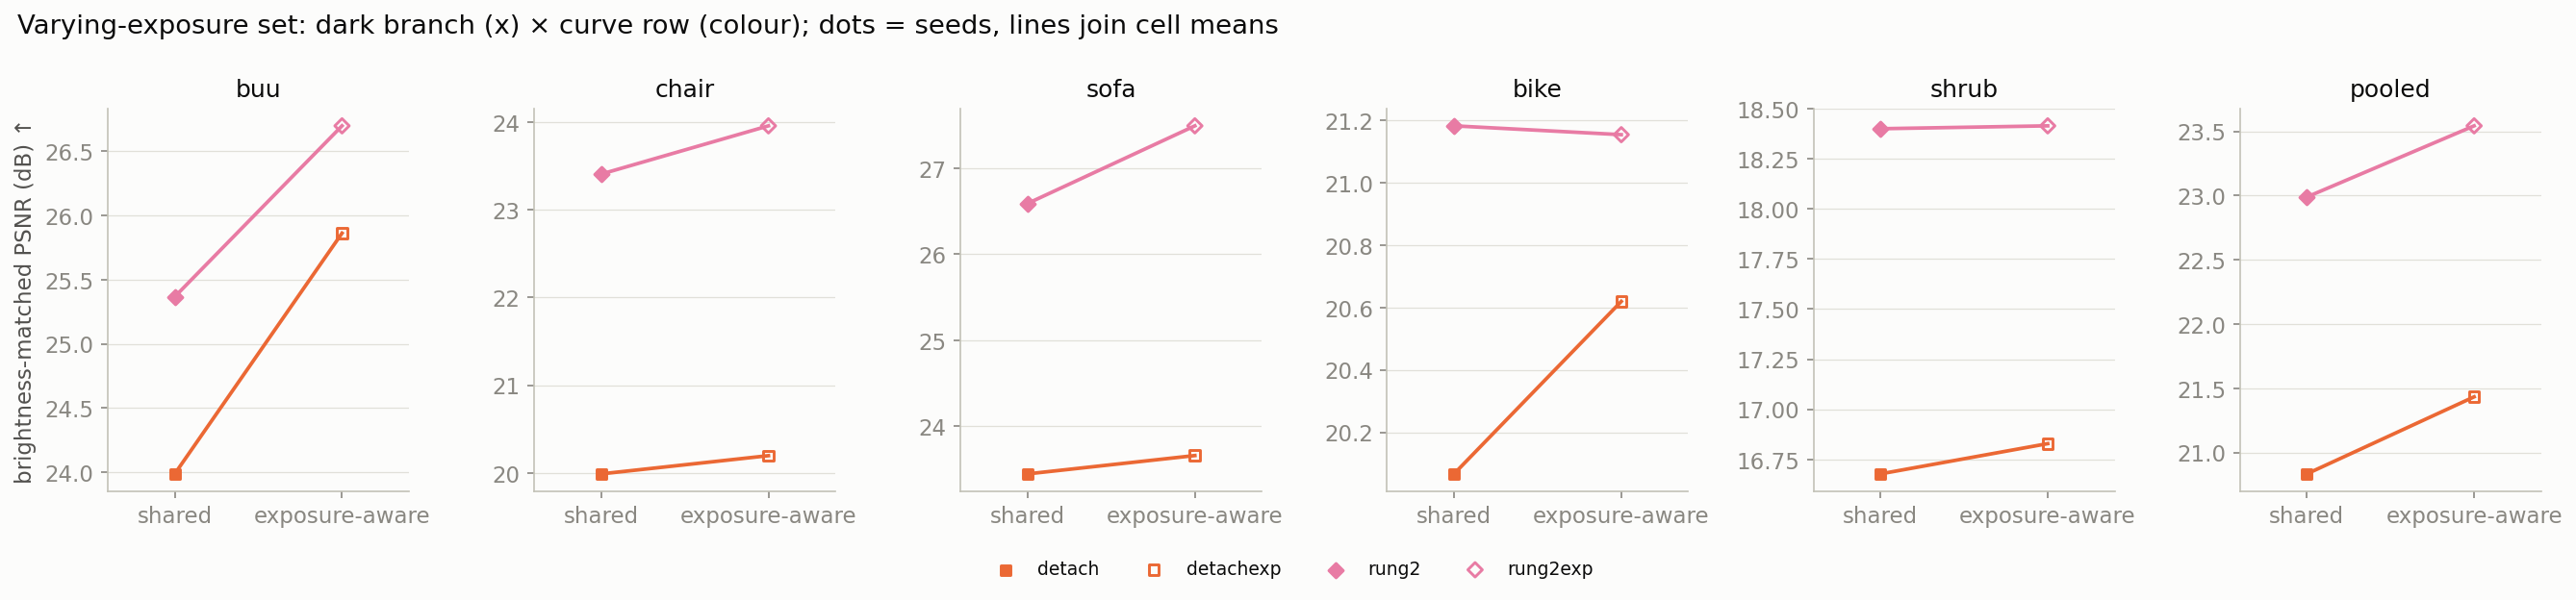 Varying-exposure set: dark branch (x) × curve row (colour); dots = seeds, lines join cell means
buu
chair
sofa
bike
shrub
pooled
brightness-matched PSNR (dB) ↑
26.5
26.0
25.5
25.0
24.5
24.0
shared exposure-aware
24
23
22
21
20
shared exposure-aware
27
26
25
24
shared exposure-aware
21.2
21.0
20.8
20.6
20.4
20.2
shared exposure-aware
18.50
18.25
18.00
17.75
17.50
17.25
17.00
16.75
shared exposure-aware
23.5
23.0
22.5
22.0
21.5
21.0
shared exposure-aware
detach detachexp rung2 rung2exp